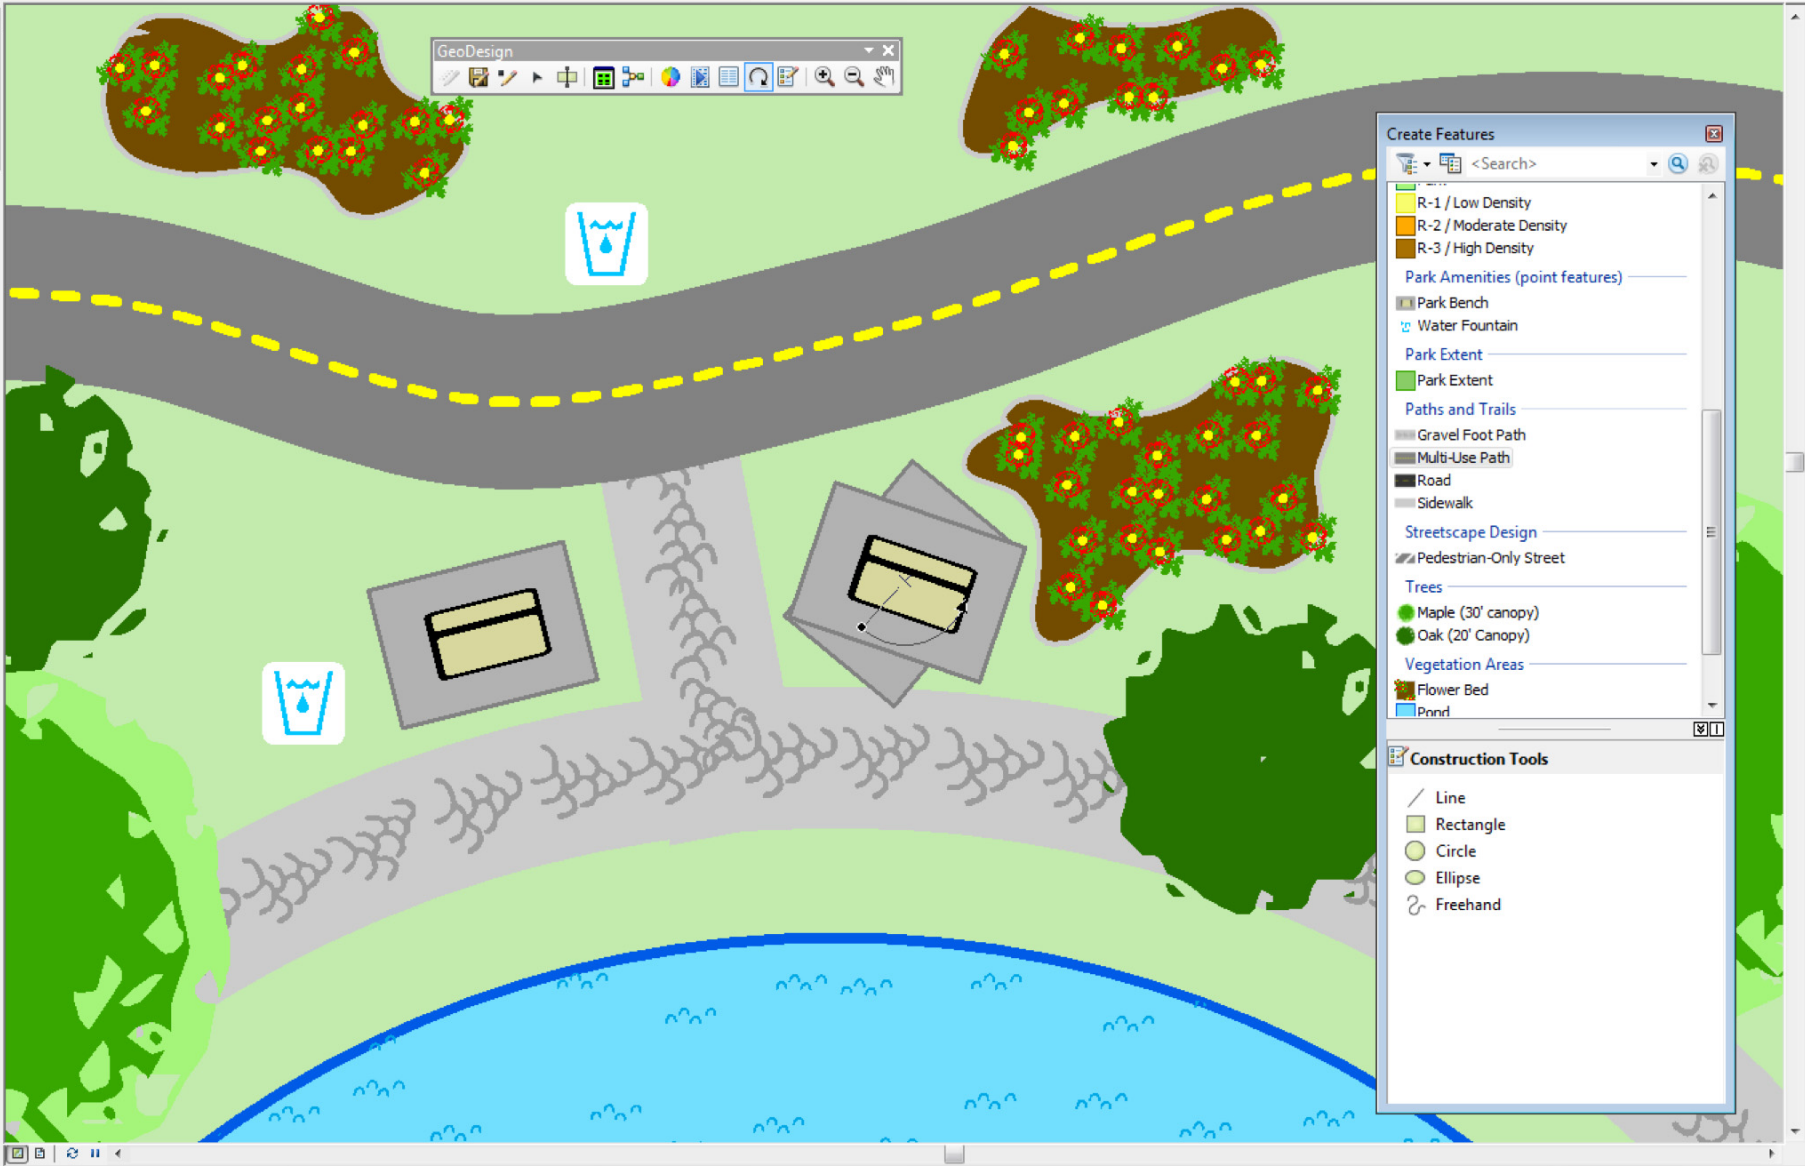 GeoDesign
Create Features
<Search>
R-1 / Low Density
R-2 / Moderate Density
R-3 / High Density
Park Amenities (point features)
Park Bench
Water Fountain
Park Extent
Park Extent
Paths and Trails
Gravel Foot Path
Multi-Use Path
Road
Sidewalk
Streetscape Design
Pedestrian-Only Street
Trees
Maple (30' canopy)
Oak (20' Canopy)
Vegetation Areas
Flower Bed
Pond
Construction Tools
Line
Rectangle
Circle
Ellipse
Freehand